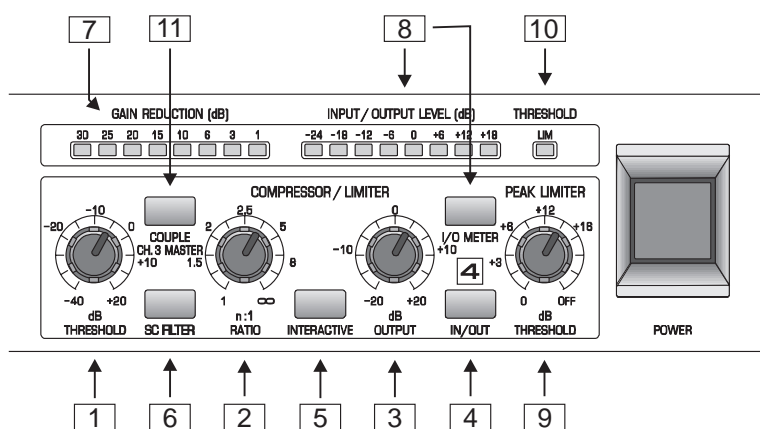 7 11 8 10
GAIN REDUCTION (dB) INPUT/OUTPUT LEVEL (dB) THRESHOLD
30 25 20 15 10 6 3 1 -24 -18 -12 -6 0 +6 +12 +18 LIM
COMPRESSOR/LIMITER PEAK LIMITER
-40 -20 -10 0 +10 +20
dB
THRESHOLD
COUPLE
CH. 3 MASTER
SC FILTER
1 1.5 2 2,5 5 8 ∞
n:1
RATIO
INTERACTIVE
-20 -10 0 +10 +20
dB
OUTPUT
I/O METER
4
IN/OUT
0 +3 +6 +12 +16 OFF
dB
THRESHOLD
POWER
1 6 2 5 3 4 9